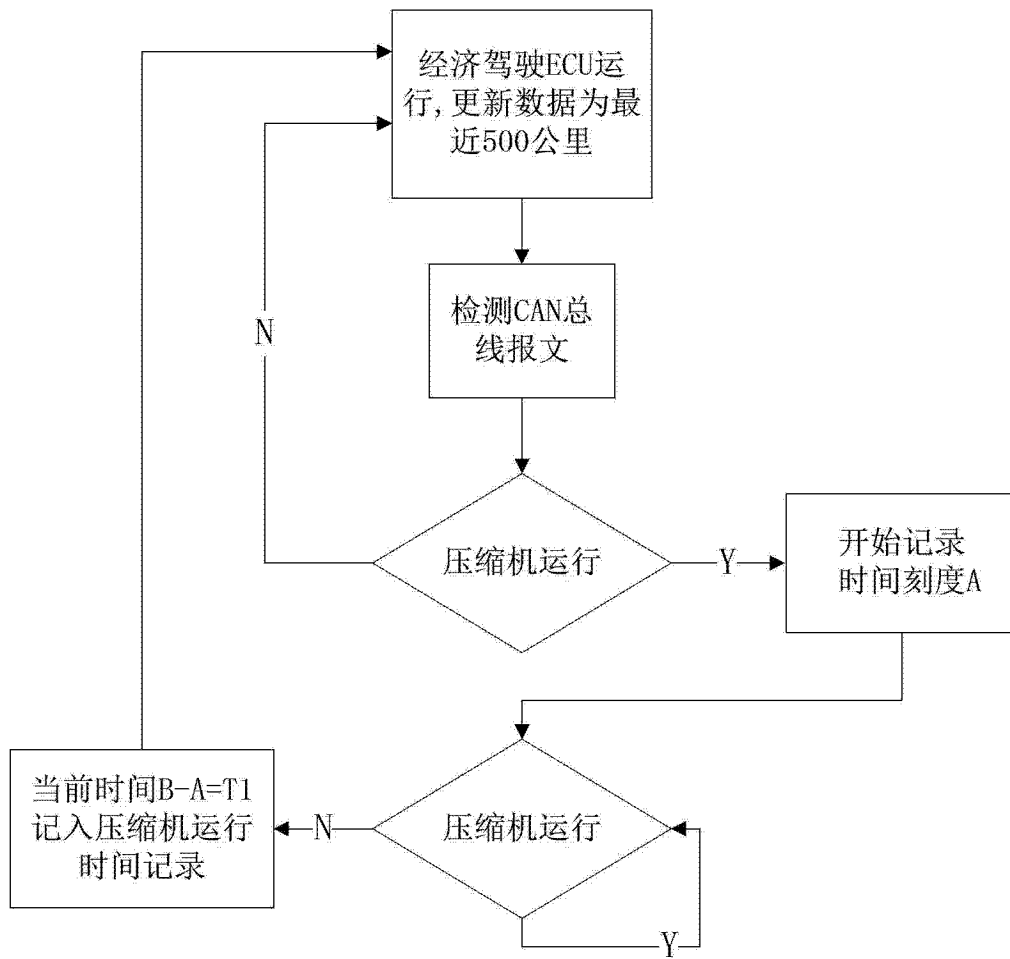 经济驾驶ECU运
行,更新数据为最
近500公里
检测CAN总
线报文
N
压缩机运行
Y
开始记录
时间刻度A
当前时间B-A=T1
记入压缩机运行
时间记录
N
压缩机运行
Y